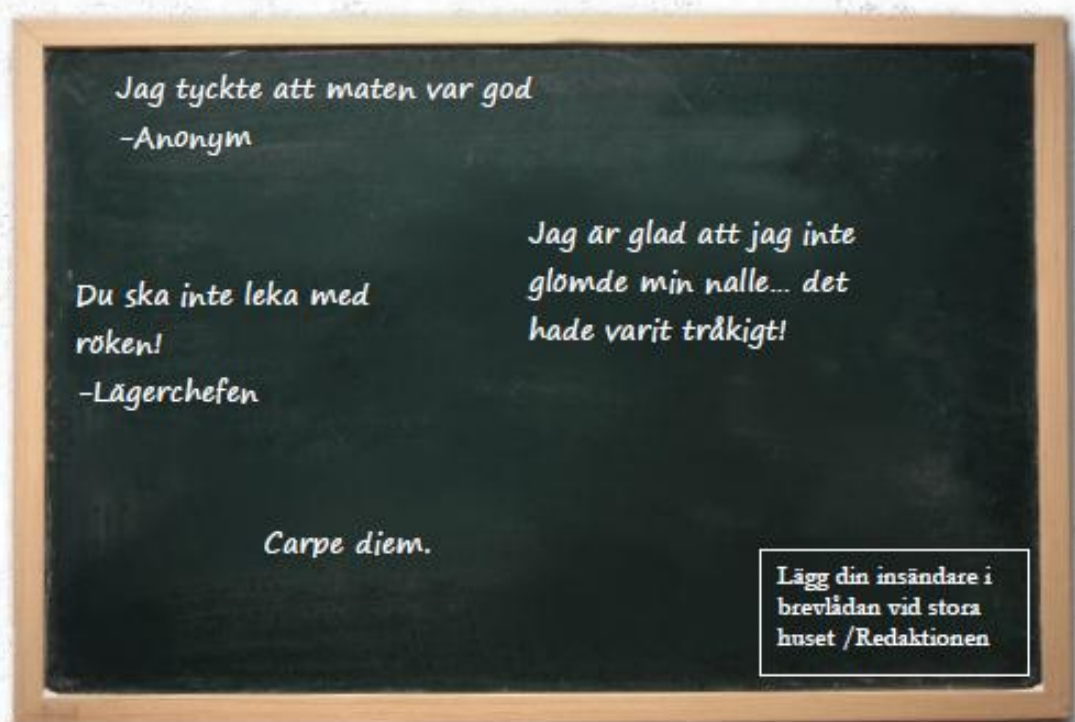 Jag tyckte att maten var god
-Anonym
Jag är glad att jag inte
glömde min nalle... det
hade varit tråkigt!
Du ska inte leka med
röken!
-Lägerchefen
Carpe diem.
Lägg din insändare i
brevlådan vid stora
huset /Redaktionen